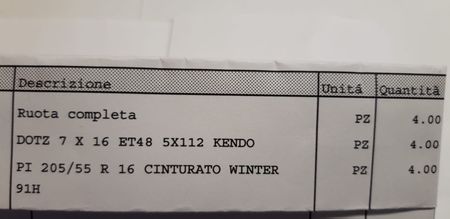 Descrizione Unitá Quantità
Ruota completa PZ 4.00
DOTZ 7 X 16 ET48 5X112 KENDO PZ 4.00
PI 205/55 R 16 CINTURATO WINTER PZ 4.00
91H